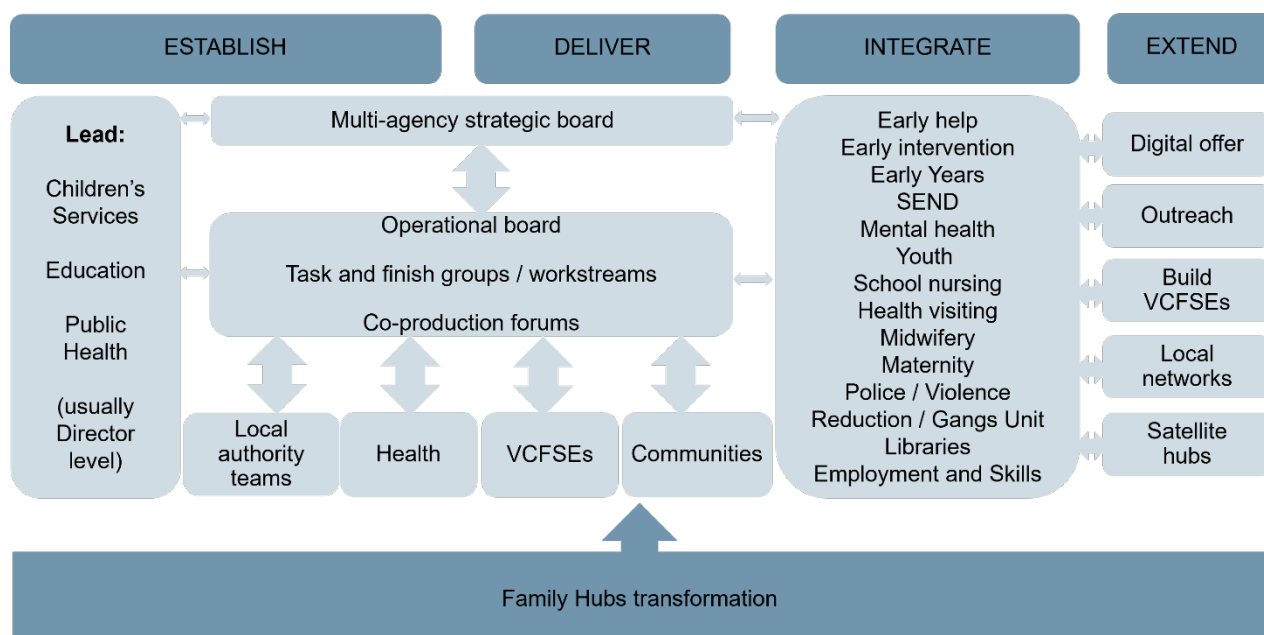 ESTABLISH
DELIVER
INTEGRATE
EXTEND
Lead:
Children’s
Services
Education
Public
Health
(usually
Director
level)
Multi-agency strategic board
Operational board
Task and finish groups / workstreams
Co-production forums
Local
authority
teams
Health
VCFSEs
Communities
Early help
Early intervention
Early Years
SEND
Mental health
Youth
School nursing
Health visiting
Midwifery
Maternity
Police / Violence
Reduction / Gangs Unit
Libraries
Employment and Skills
Digital offer
Outreach
Build
VCFSEs
Local
networks
Satellite
hubs
Family Hubs transformation